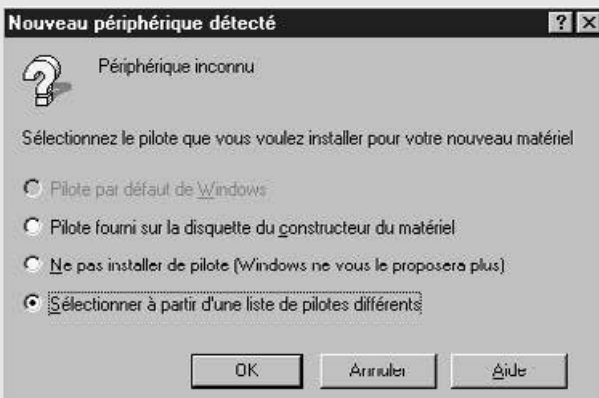 Nouveau périphérique détecté
Périphérique inconnu
Sélectionnez le pilote que vous voulez installer pour votre nouveau matériel
Pilote par défaut de Windows
Pilote fourni sur la disquette du constructeur du matériel
Ne pas installer de pilote (Windows ne vous le proposera plus)
Sélectionner à partir d'une liste de pilotes différents
OK Annuler Aide